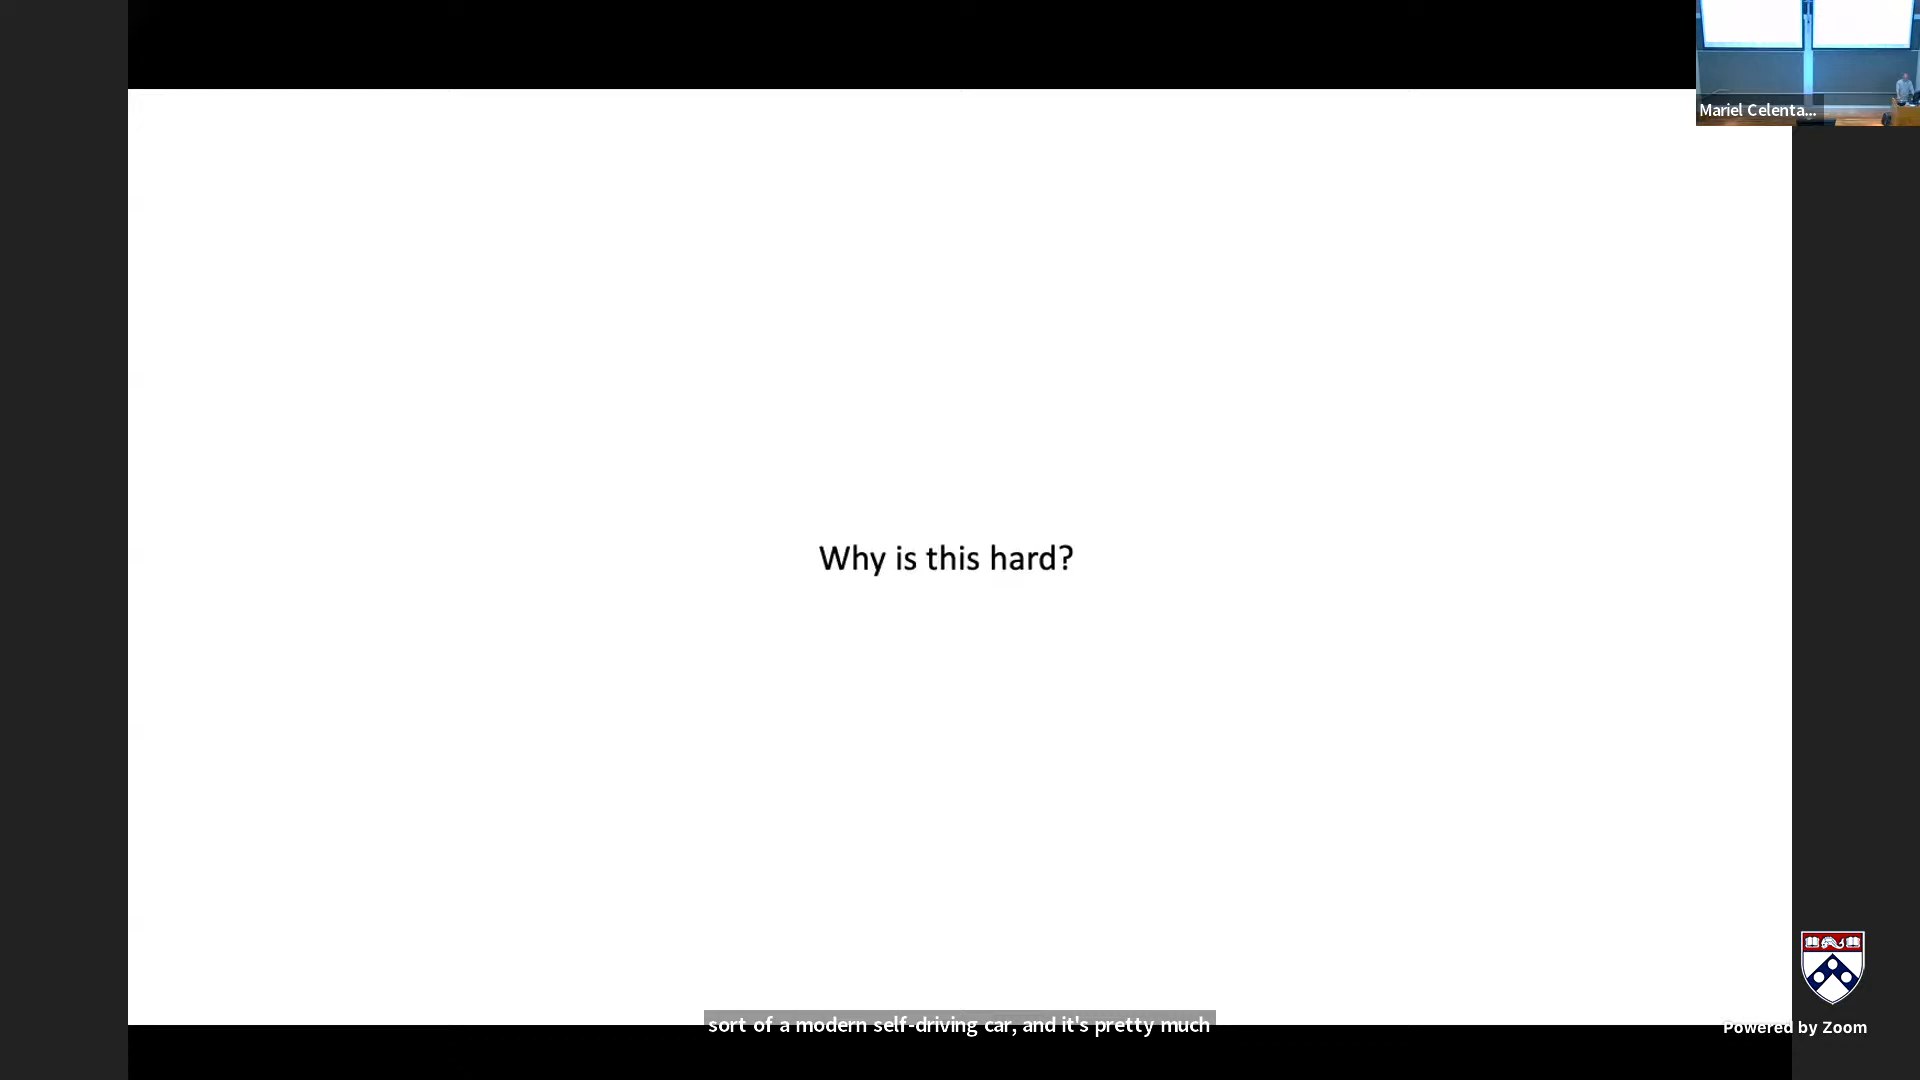 Mariel Celenta...
Why is this hard?
sort of a modern self-driving car, and it's pretty much
Powered by Zoom